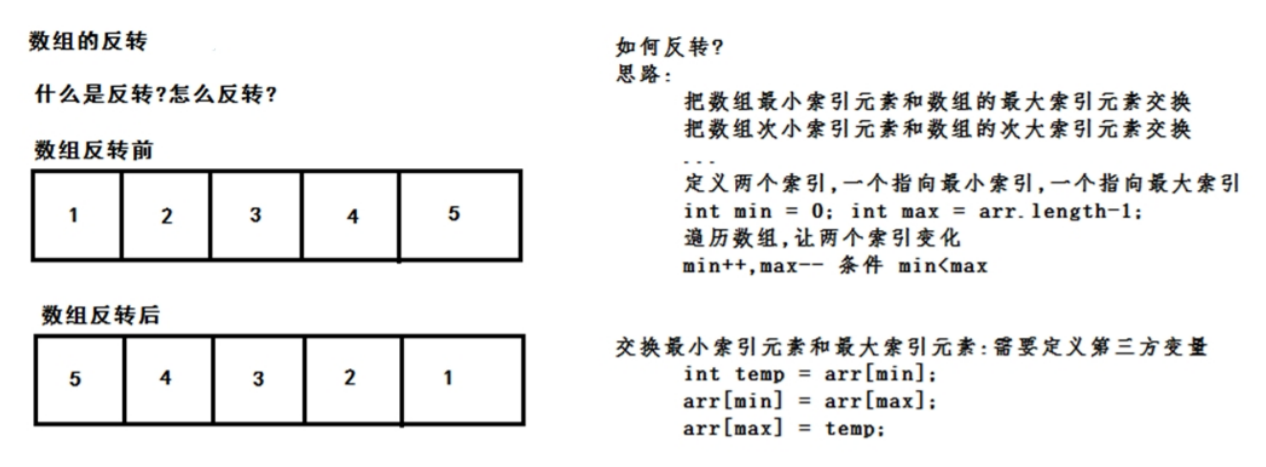 数组的反转
什么是反转?怎么反转?
数组反转前
1 2 3 4 5
数组反转后
5 4 3 2 1
如何反转?
思路:
把数组最小索引元素和数组的最大索引元素交换
把数组次小索引元素和数组的次大索引元素交换
...
定义两个索引,一个指向最小索引,一个指向最大索引
int min = 0; int max = arr.length-1;
遍历数组,让两个索引变化
min++,max-- 条件 min<max
交换最小索引元素和最大索引元素:需要定义第三方变量
int temp = arr[min];
arr[min] = arr[max];
arr[max] = temp;